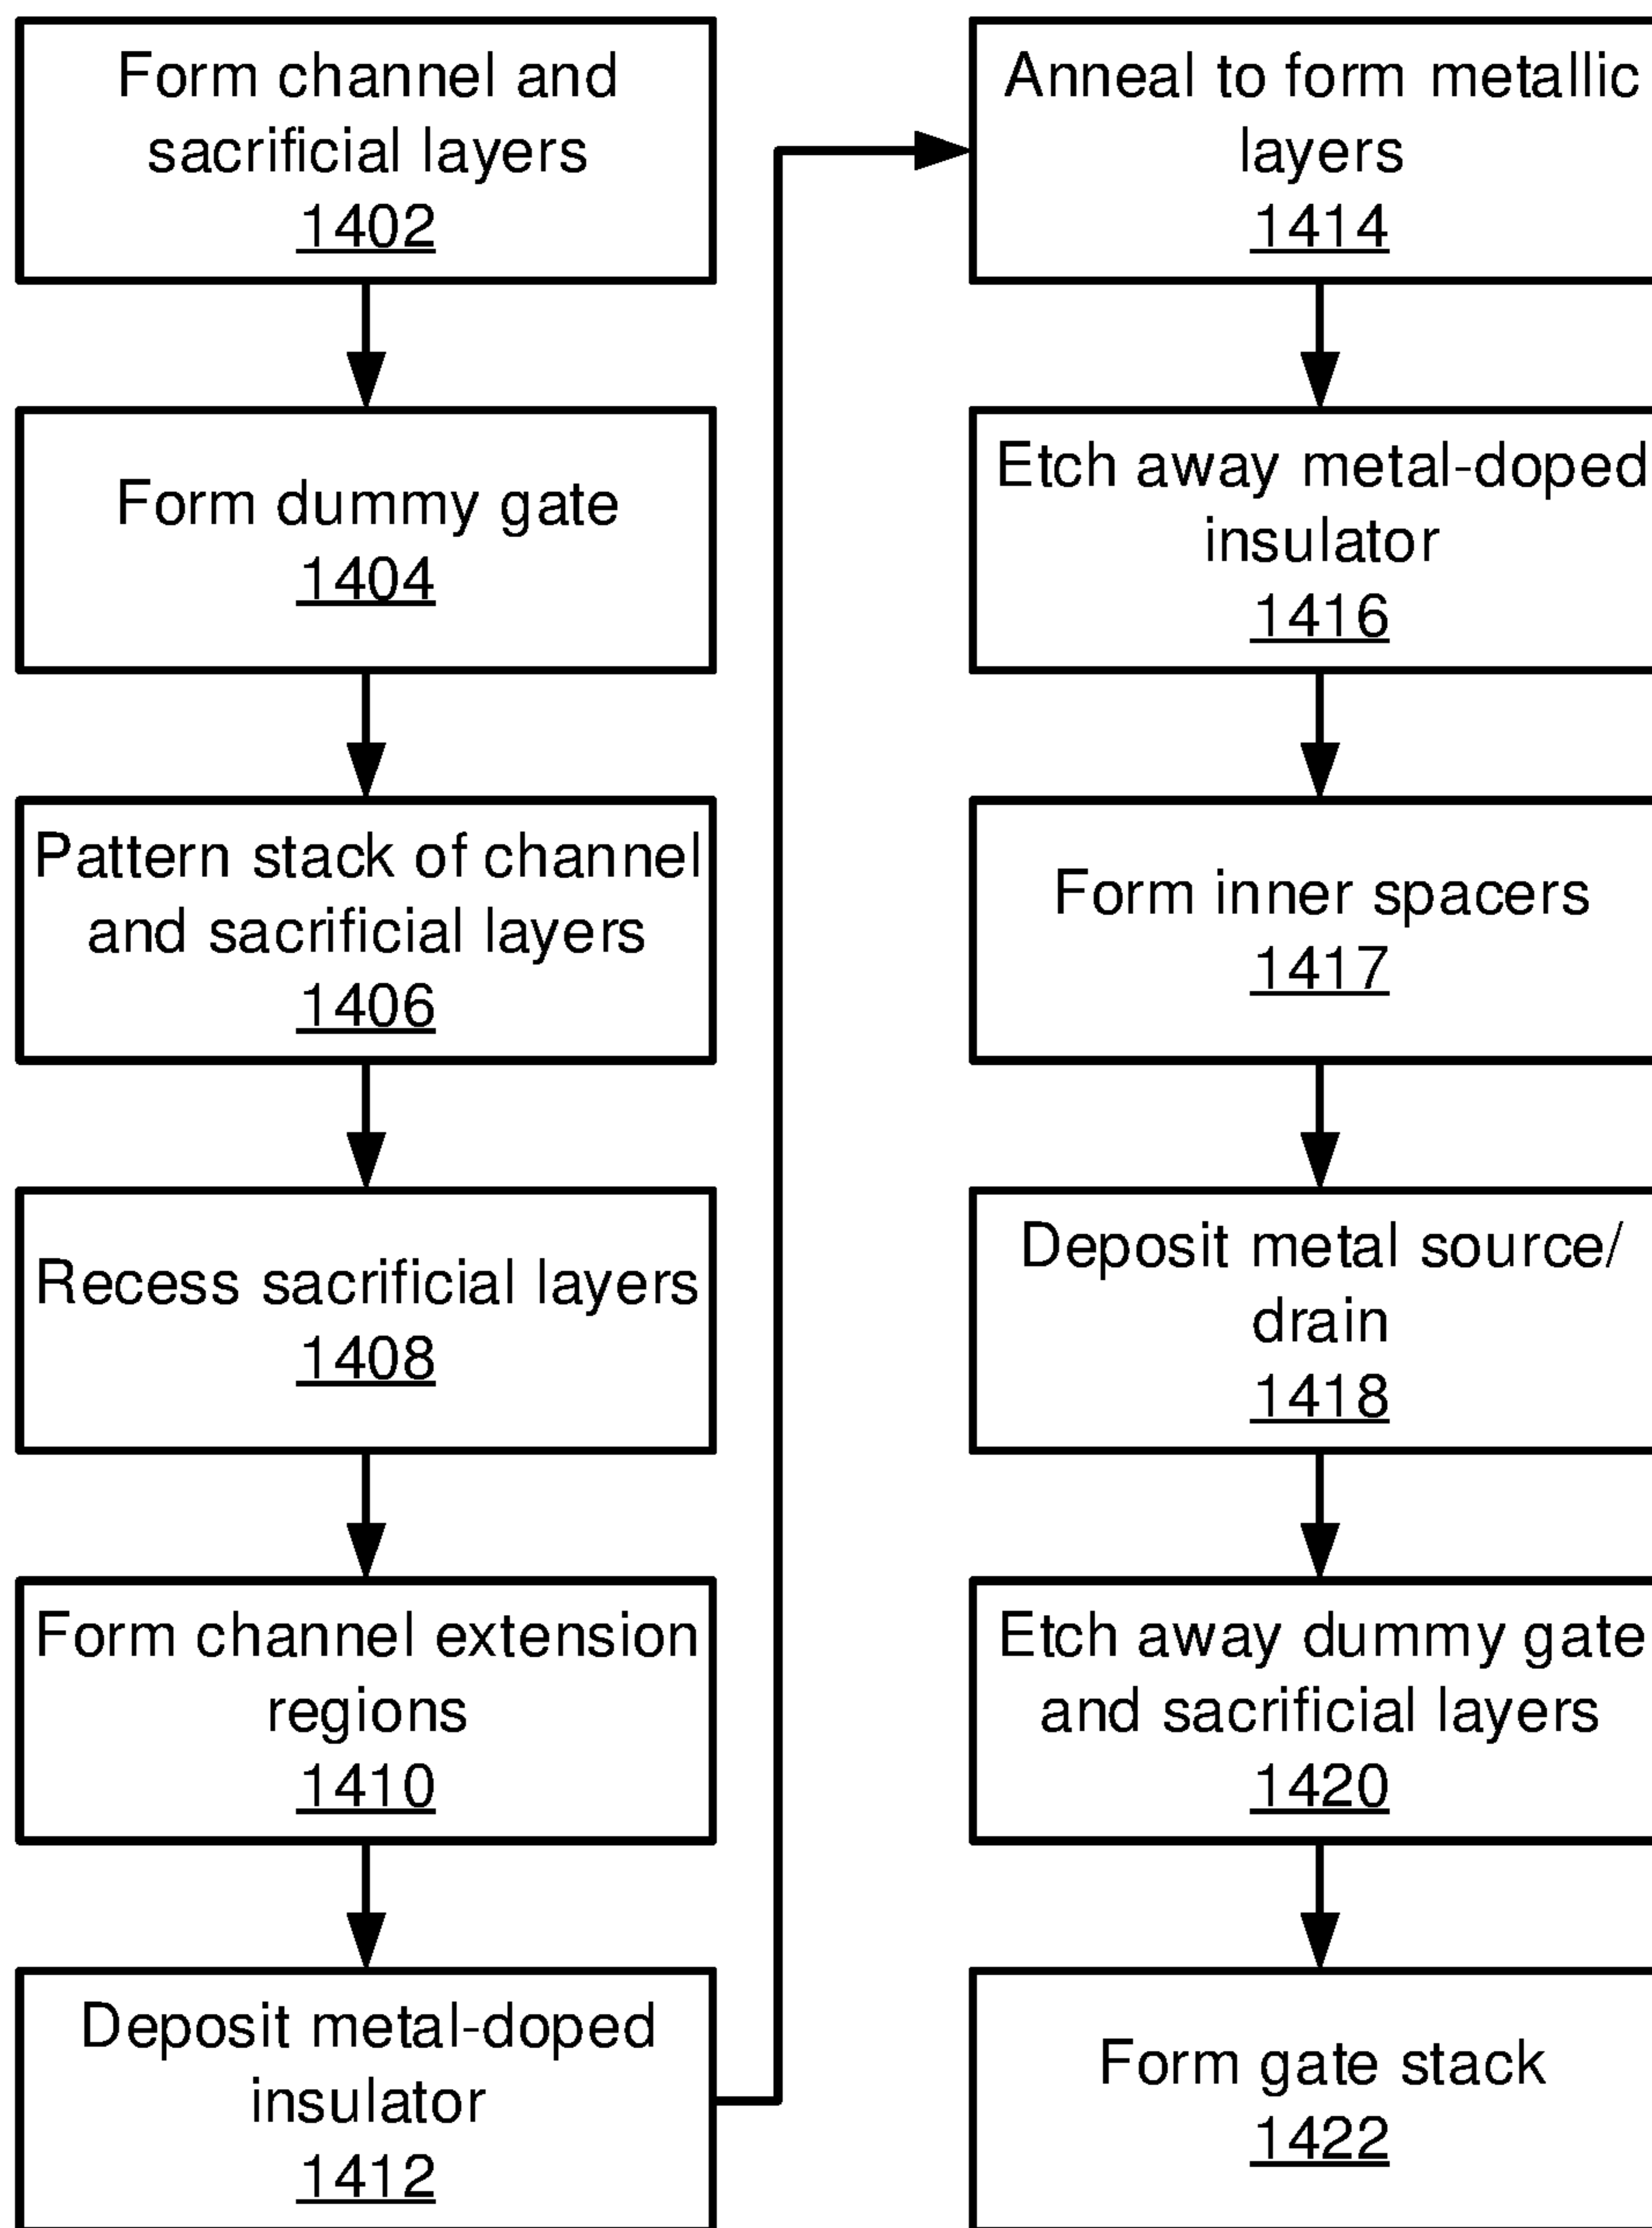 Form channel and
sacrificial layers
1402
Form dummy gate
1404
Pattern stack of channel
and sacrificial layers
1406
Recess sacrificial layers
1408
Form channel extension
regions
1410
Deposit metal-doped
insulator
1412
Anneal to form metallic
layers
1414
Etch away metal-doped
insulator
1416
Form inner spacers
1417
Deposit metal source/
drain
1418
Etch away dummy gate
and sacrificial layers
1420
Form gate stack
1422